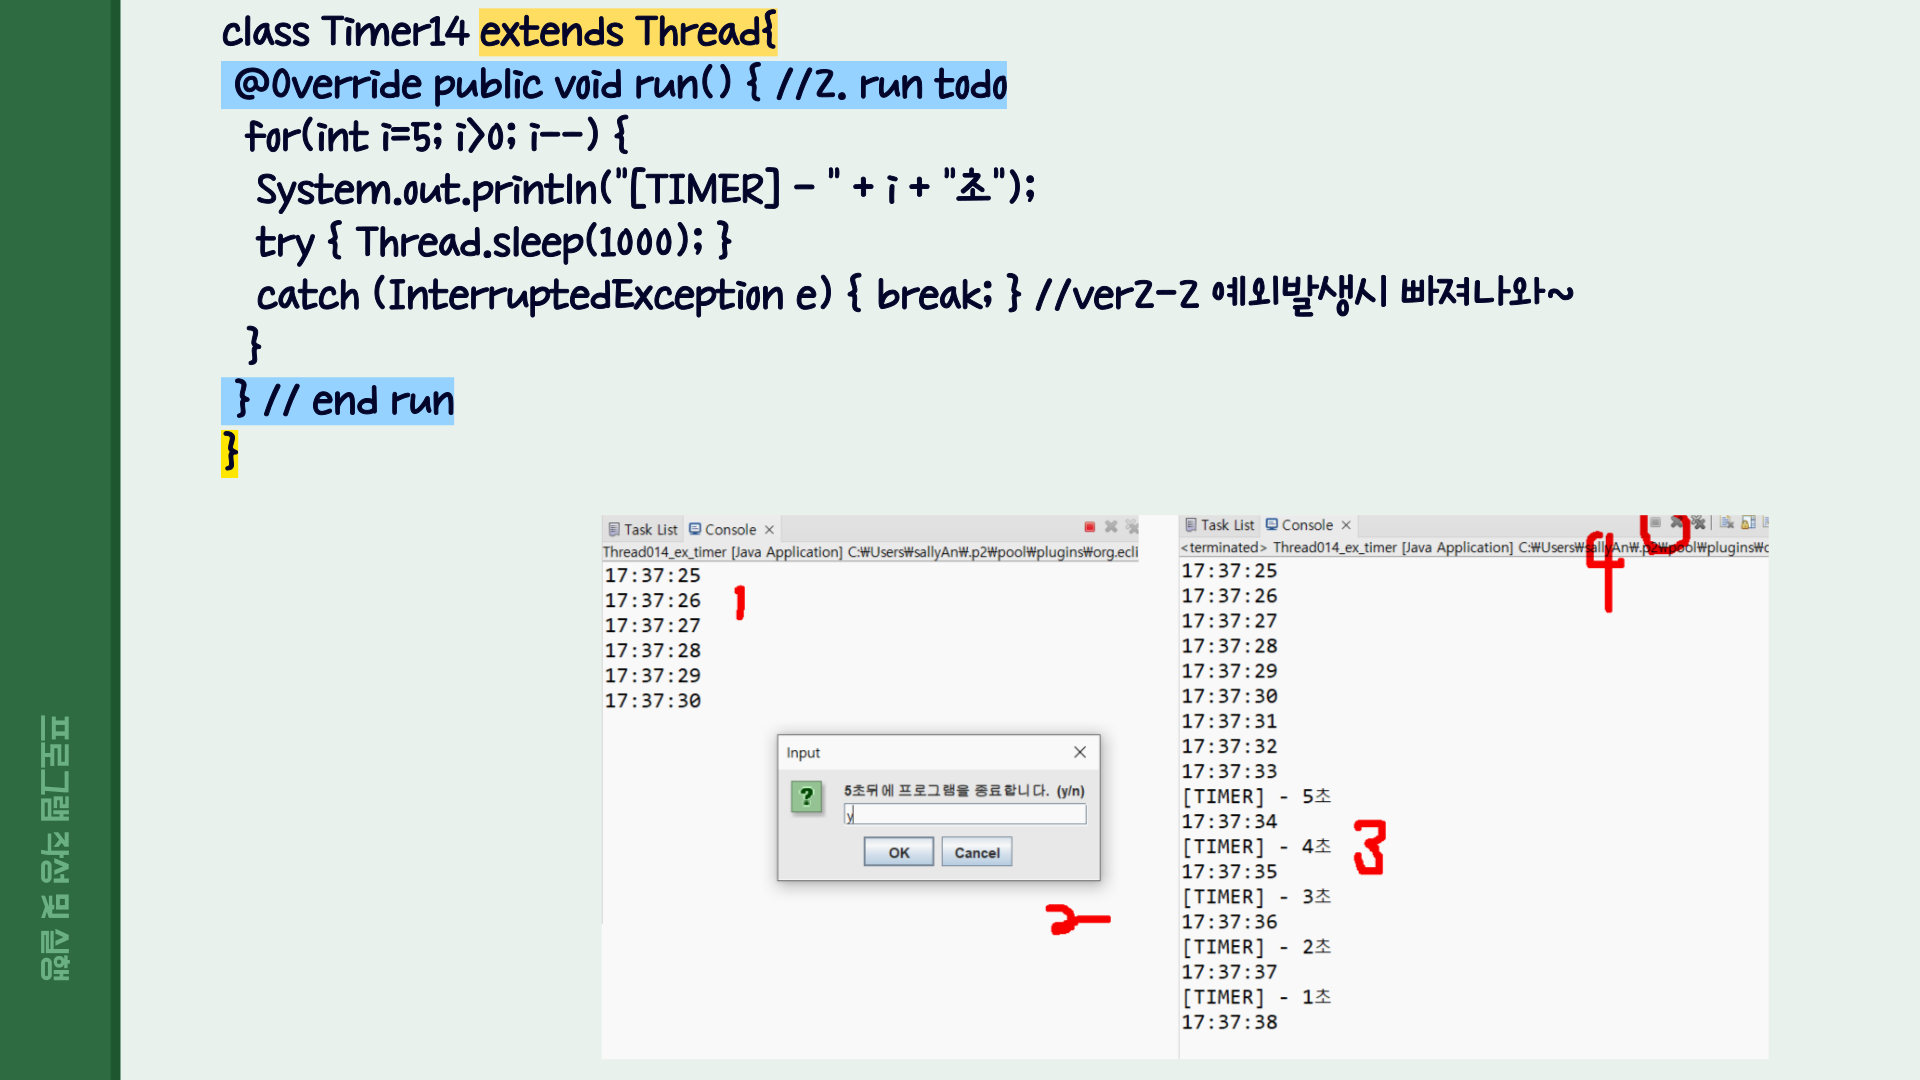 class Timer14 extends Thread{
@Override public void run() { //2. run todo
for(int i=5; i>0; i--) {
System.out.println("[TIMER] - " + i + "초");
try { Thread.sleep(1000); }
catch (InterruptedException e) { break; } //ver2-2 예외발생시 빠져나와~
}
} // end run
}
프로그램 작성 및 실행
Task List Console
Thread014_ex_timer [Java Application] C:₩Users₩sallyAn₩.p2₩pool₩plugins₩org.ecli
17:37:25
17:37:26
17:37:27
17:37:28
17:37:29
17:37:30
1
Input
5초뒤에 프로그램을 종료합니다. (y/n)
y
OK Cancel
2
Task List Console
<terminated> Thread014_ex_timer [Java Application] C:₩Users₩sallyAn₩.p2₩pool₩plugins₩
17:37:25
17:37:26
17:37:27
17:37:28
17:37:29
17:37:30
17:37:31
17:37:32
17:37:33
[TIMER] - 5초
17:37:34
[TIMER] - 4초
17:37:35
[TIMER] - 3초
17:37:36
[TIMER] - 2초
17:37:37
[TIMER] - 1초
17:37:38
3
4